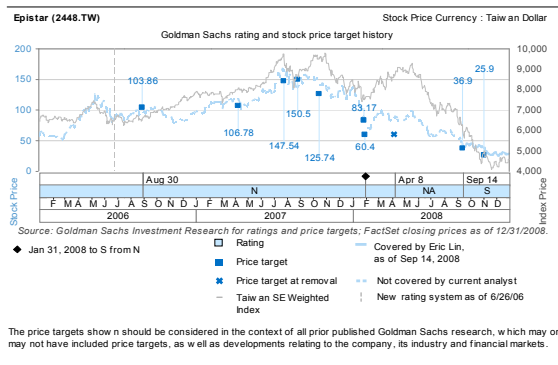 Epistar (2448.TW) Stock Price Currency : Taiwan Dollar
Goldman Sachs rating and stock price target history
200 10,000
9,000
150 8,000
100 7,000
6,000
50 5,000
0 4,000
103.86 106.78 147.54 150.5 125.74 83.17 60.4 36.9 25.9
Stock Price Index Price
Aug 30 Apr 8 Sep 14
N NA S
F M A M J J A S O N D J F M A M J J A S O N D J F M A M J J A S O N D
2006 2007 2008
Source: Goldman Sachs Investment Research for ratings and price targets; FactSet closing prices as of 12/31/2008.
Jan 31, 2008 to S from N
Rating
Price target
Price target at removal
Taiwan SE Weighted
Index
Covered by Eric Lin,
as of Sep 14, 2008
Not covered by current analyst
New rating system as of 6/26/06
The price targets shown should be considered in the context of all prior published Goldman Sachs research, which may or
may not have included price targets, as well as developments relating to the company, its industry and financial markets.